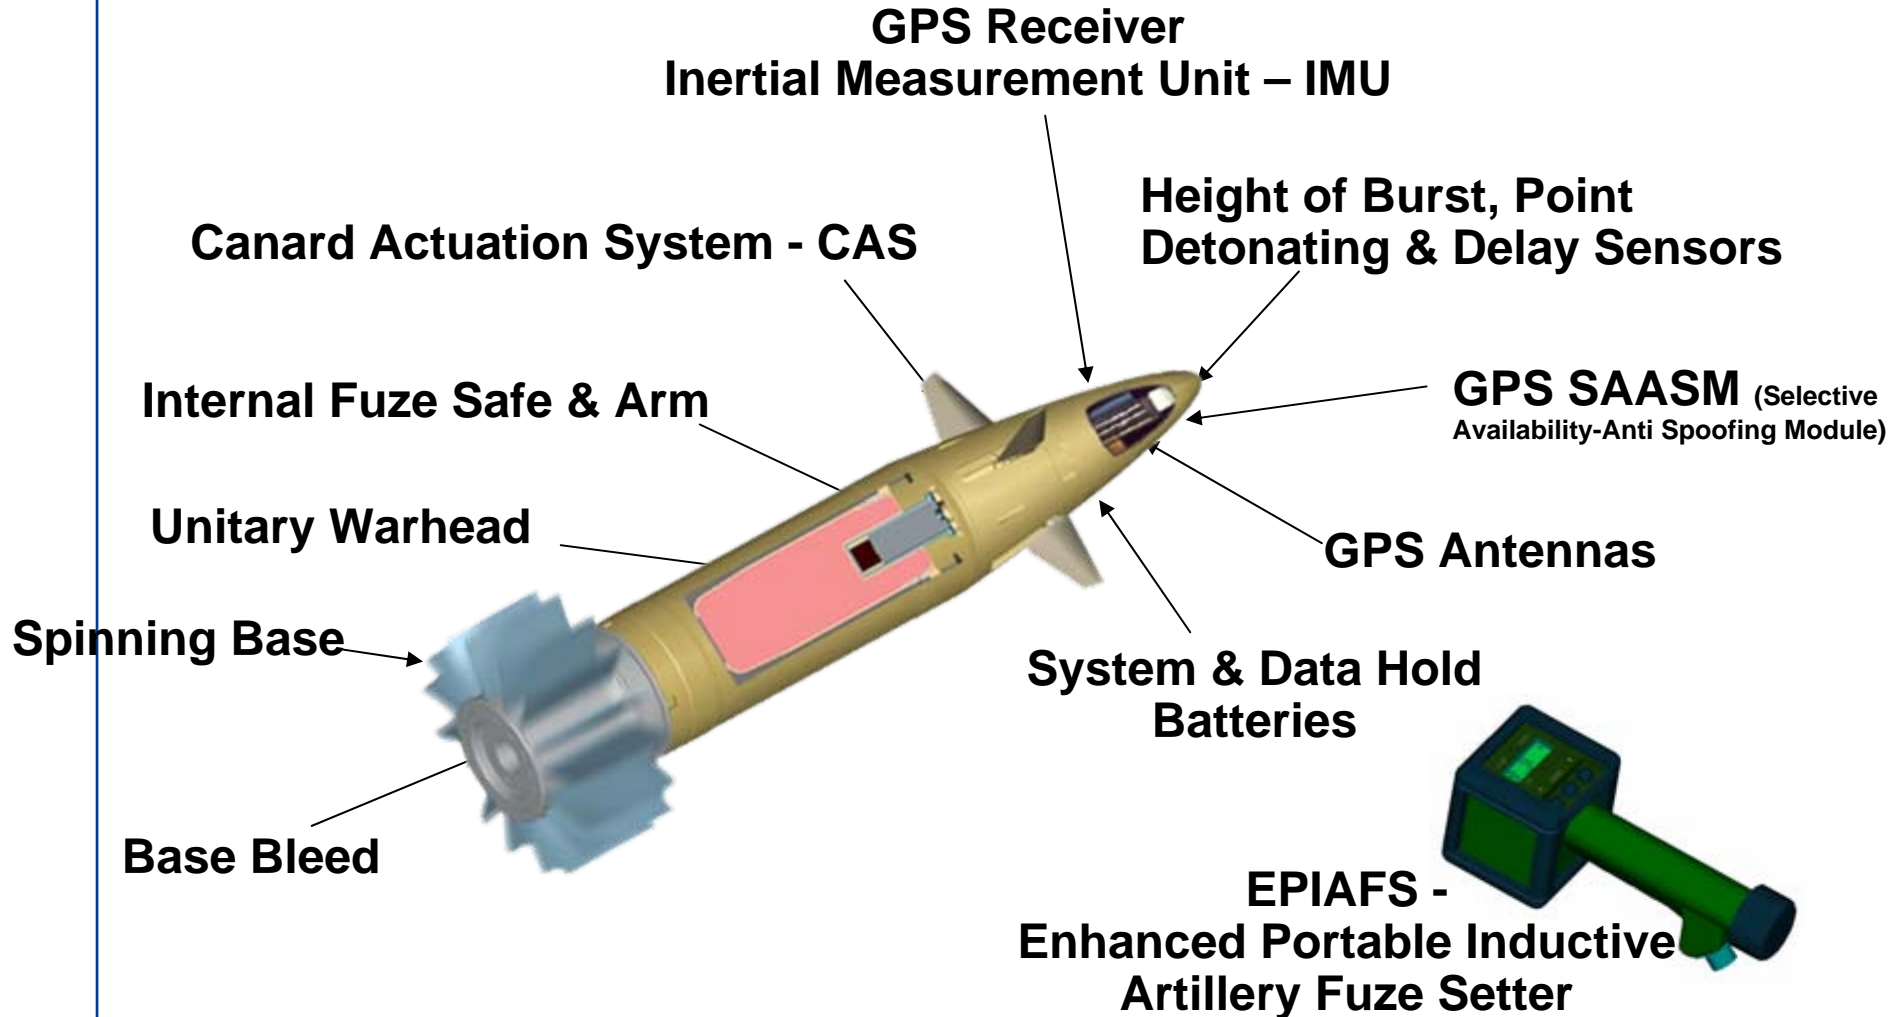 GPS Receiver
Inertial Measurement Unit – IMU
Height of Burst, Point
Detonating & Delay Sensors
Canard Actuation System - CAS
GPS SAASM (Selective
Availability-Anti Spoofing Module)
Internal Fuze Safe & Arm
Unitary Warhead
GPS Antennas
Spinning Base
System & Data Hold
Batteries
Base Bleed
EPIAFS -
Enhanced Portable Inductive
Artillery Fuze Setter